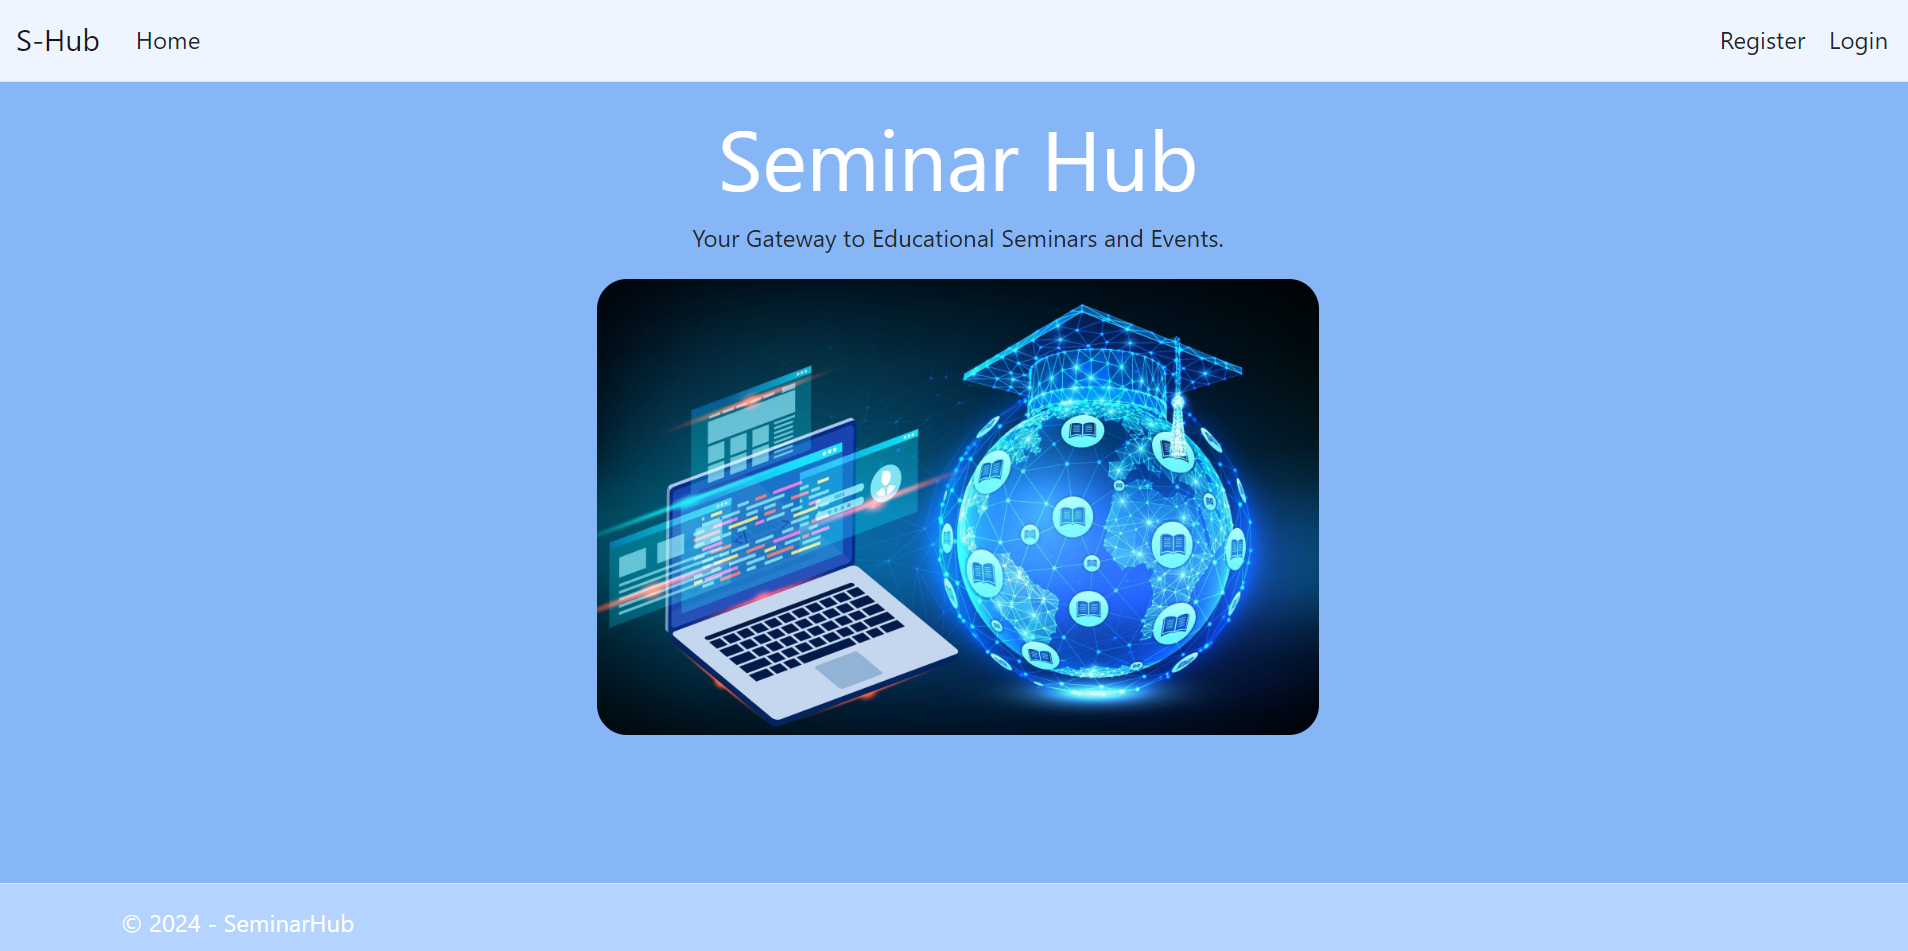 S-Hub Home Register Login
Seminar Hub
Your Gateway to Educational Seminars and Events.
© 2024 - SeminarHub